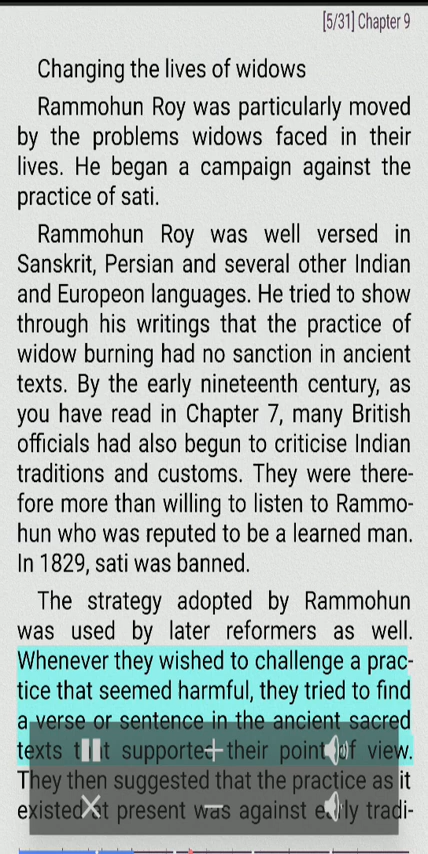 [5/31] Chapter 9
Changing the lives of widows
Rammohun Roy was particularly moved
by the problems widows faced in their
lives. He began a campaign against the
practice of sati.
Rammohun Roy was well versed in
Sanskrit, Persian and several other Indian
and Europeon languages. He tried to show
through his writings that the practice of
widow burning had no sanction in ancient
texts. By the early nineteenth century, as
you have read in Chapter 7, many British
officials had also begun to criticise Indian
traditions and customs. They were there-
fore more than willing to listen to Rammo-
hun who was reputed to be a learned man.
In 1829, sati was banned.
The strategy adopted by Rammohun
was used by later reformers as well.
Whenever they wished to challenge a prac-
tice that seemed harmful, they tried to find
a verse or sentence in the ancient sacred
texts that supported their point of view.
They then suggested that the practice as it
existed at present was against early tradi-